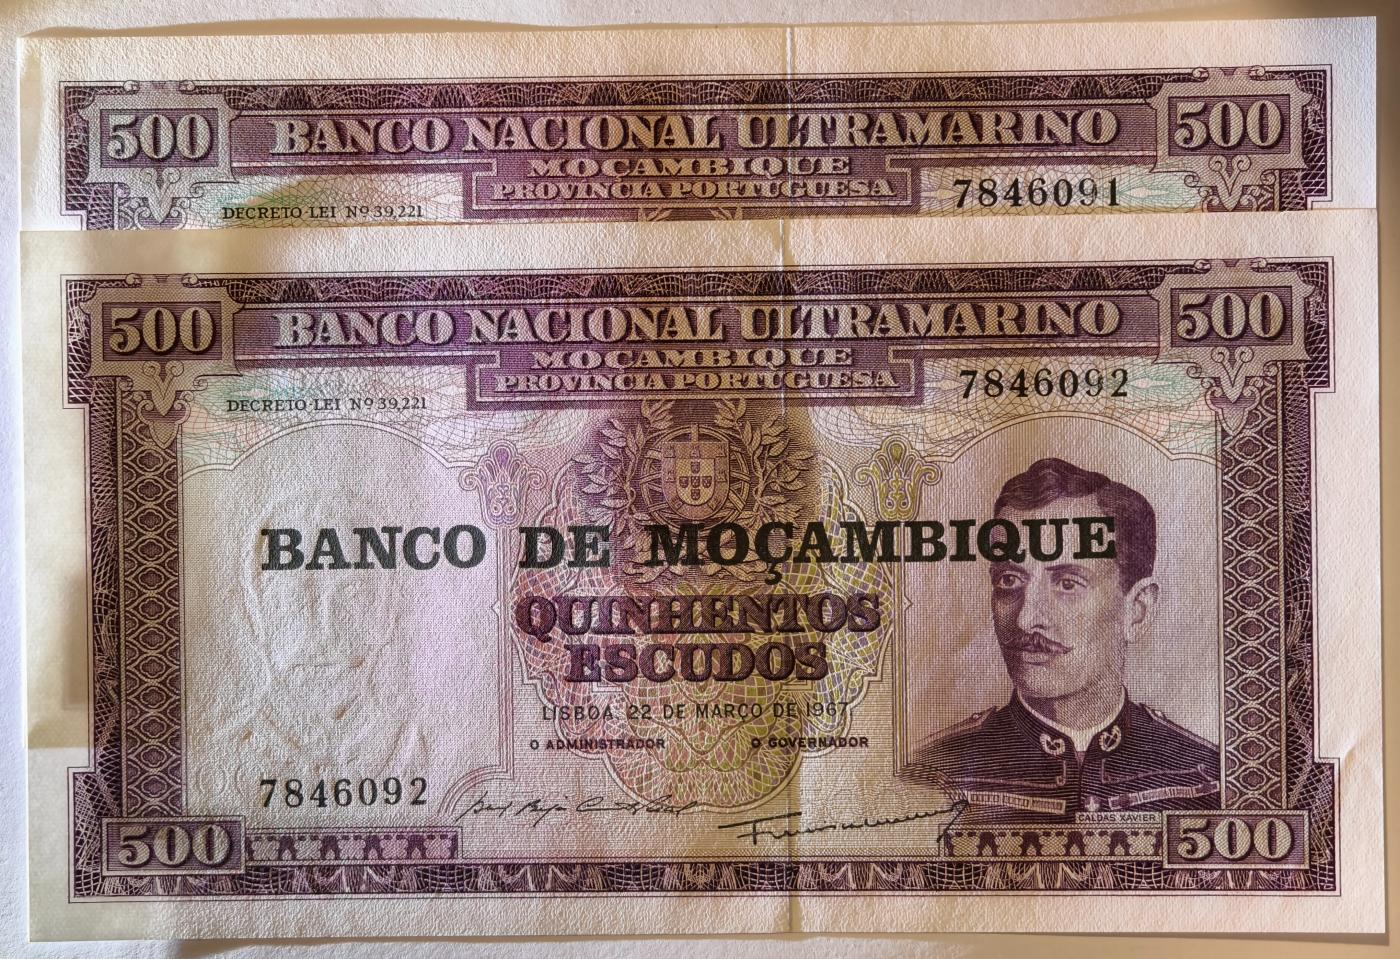 500 BANCO NACIONAL ULTRAMARINO 500
MOÇAMBIQUE
PROVINCIA PORTUGUESA
DECRETO-LEI Nº 39,221
7846091
500 BANCO NACIONAL ULTRAMARINO 500
MOÇAMBIQUE
PROVINCIA PORTUGUESA
DECRETO-LEI Nº 39,221
7846092
BANCO DE MOÇAMBIQUE
QUINHENTOS
ESCUDOS
LISBOA, 22 DE MARÇO DE 1967
O ADMINISTRADOR O GOVERNADOR
7846092
CALDAS XAVIER
500 500